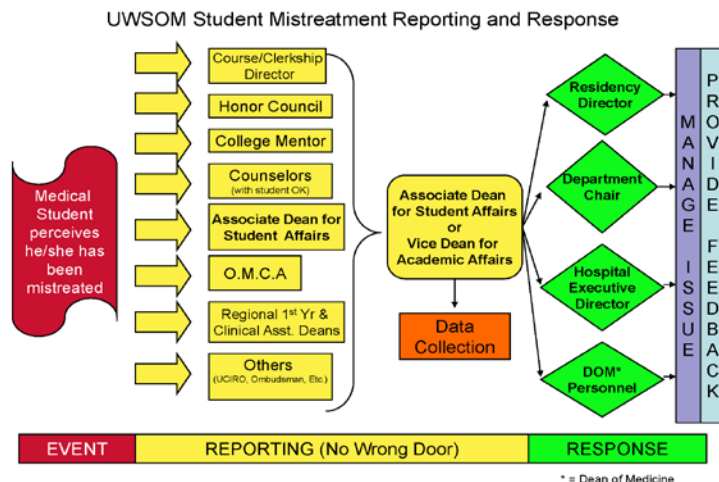 UWSOM Student Mistreatment Reporting and Response
Medical
Student
perceives
he/she has
been
mistreated
Course/Clerkship
Director
Honor Council
College Mentor
Counselors
(with student OK)
Associate Dean for
Student Affairs
O.M.C.A
Regional 1st Yr &
Clinical Asst. Deans
Others
(UCIRO, Ombudsman, Etc.)
Associate Dean
for Student Affairs
or
Vice Dean for
Academic Affairs
Data
Collection
Residency
Director
Department
Chair
Hospital
Executive
Director
DOM*
Personnel
MANAGE ISSUE
PROVIDE FEEDBACK
EVENT
REPORTING (No Wrong Door)
RESPONSE
* = Dean of Medicine